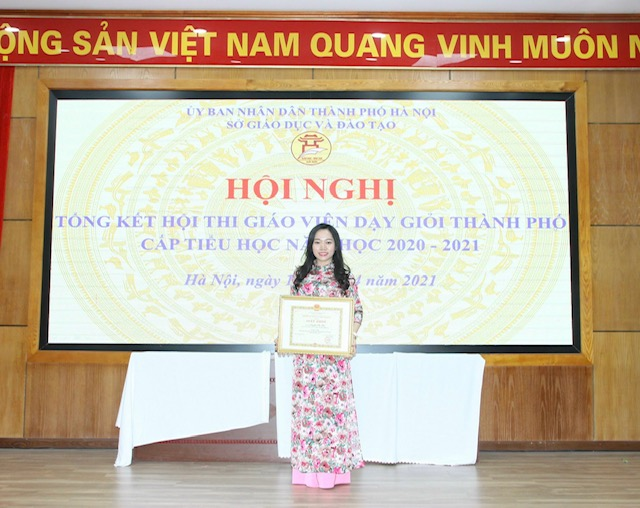 ỘNG SẢN VIỆT NAM QUANG VINH MUÔN N
ỦY BAN NHÂN DÂN THÀNH PHỐ HÀ NỘI
SỞ GIÁO DỤC VÀ ĐÀO TẠO
HỘI NGHỊ
TỔNG KẾT HỘI THI GIÁO VIÊN DẠY GIỎI THÀNH PHỐ
CẤP TIỂU HỌC NĂM HỌC 2020 - 2021
Hà Nội, ngày năm 2021